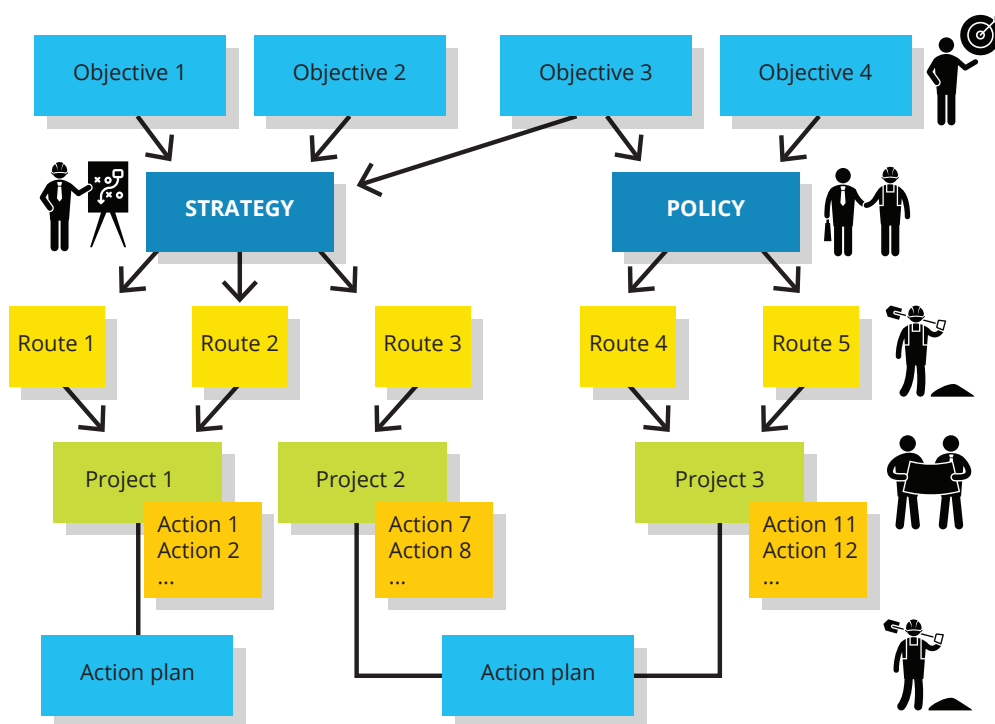 Objective 1
Objective 2
Objective 3
Objective 4
STRATEGY
POLICY
Route 1
Route 2
Route 3
Route 4
Route 5
Project 1
Project 2
Project 3
Action 1
Action 2
...
Action 7
Action 8
...
Action 11
Action 12
...
Action plan
Action plan